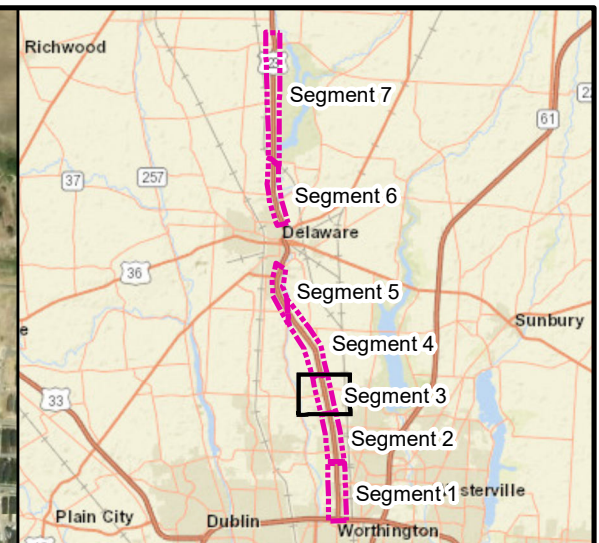 Richwood
23
Segment 7
61
37
257
Segment 6
Delaware
36
Segment 5
Sunbury
Segment 4
Segment 3
33
Segment 2
Segment 1
sterville
Plain City
Dublin
Worthington